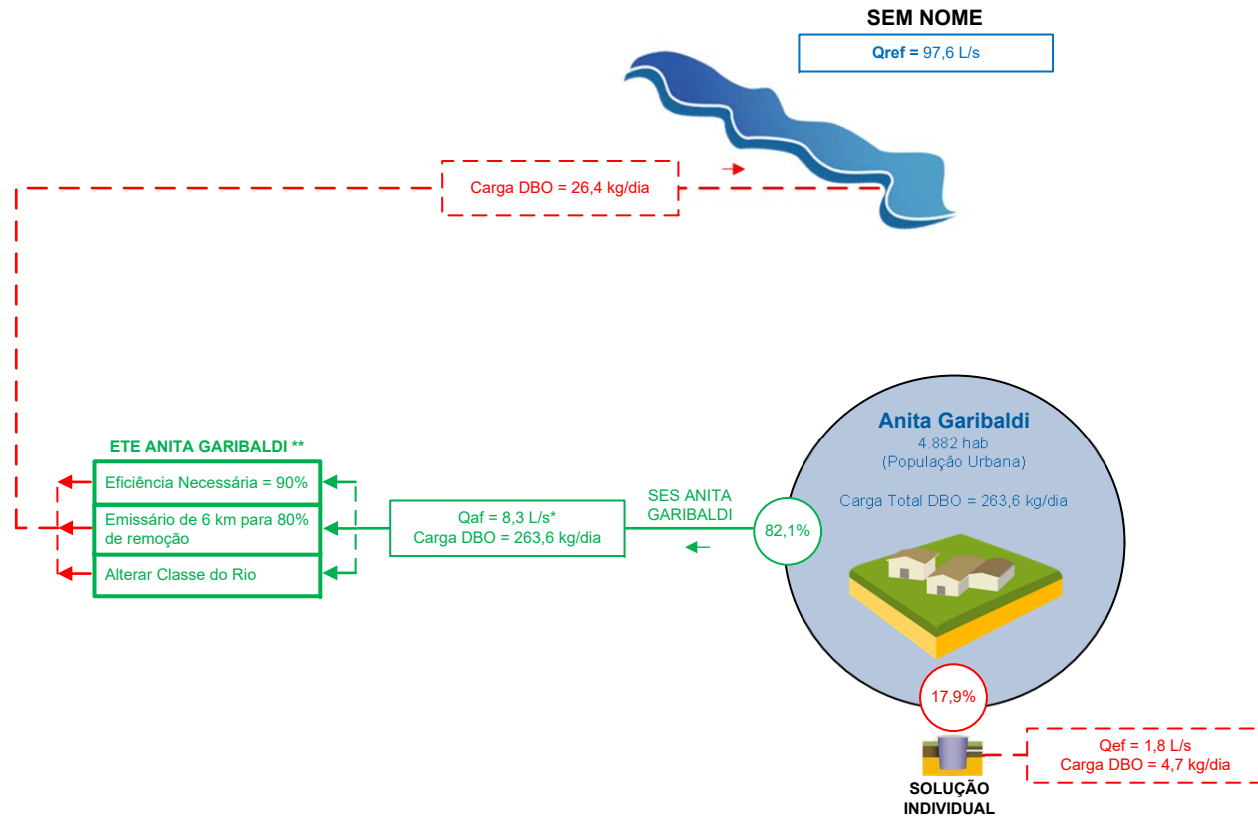 SEM NOME
Qref = 97,6 L/s
Carga DBO = 26,4 kg/dia
Anita Garibaldi
4.882 hab
(População Urbana)
Carga Total DBO = 263,6 kg/dia
ETE ANITA GARIBALDI **
Eficiência Necessária = 90%
Emissário de 6 km para 80%
de remoção
Alterar Classe do Rio
Qaf = 8,3 L/s*
Carga DBO = 263,6 kg/dia
SES ANITA
GARIBALDI
82,1%
17,9%
Qef = 1,8 L/s
Carga DBO = 4,7 kg/dia
SOLUÇÃO
INDIVIDUAL